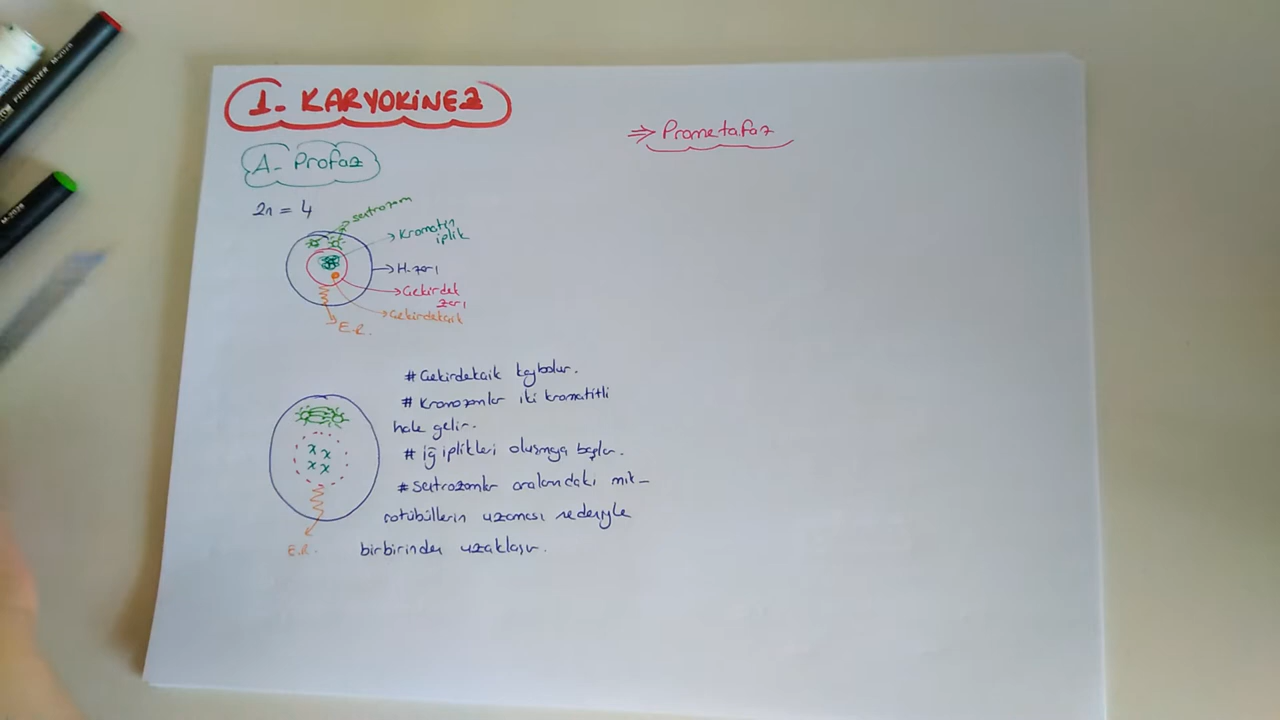 1- KARYOKİNEZ
A- Profaz
2n = 4
sentrozom
Kromatin
iplik
H. zarı
Çekirdek
zarı
Çekirdekçik
E.R.
# Çekirdekçik kaybolur.
# Kromozomlar iki kromatitli
hale gelir.
# İğ iplikleri oluşmaya başlar.
# Sentrozomlar aralarındaki mik-
rotübüllerin uzaması nedeniyle
birbirinden uzaklaşır.
E.R.
⇒ Prometafaz